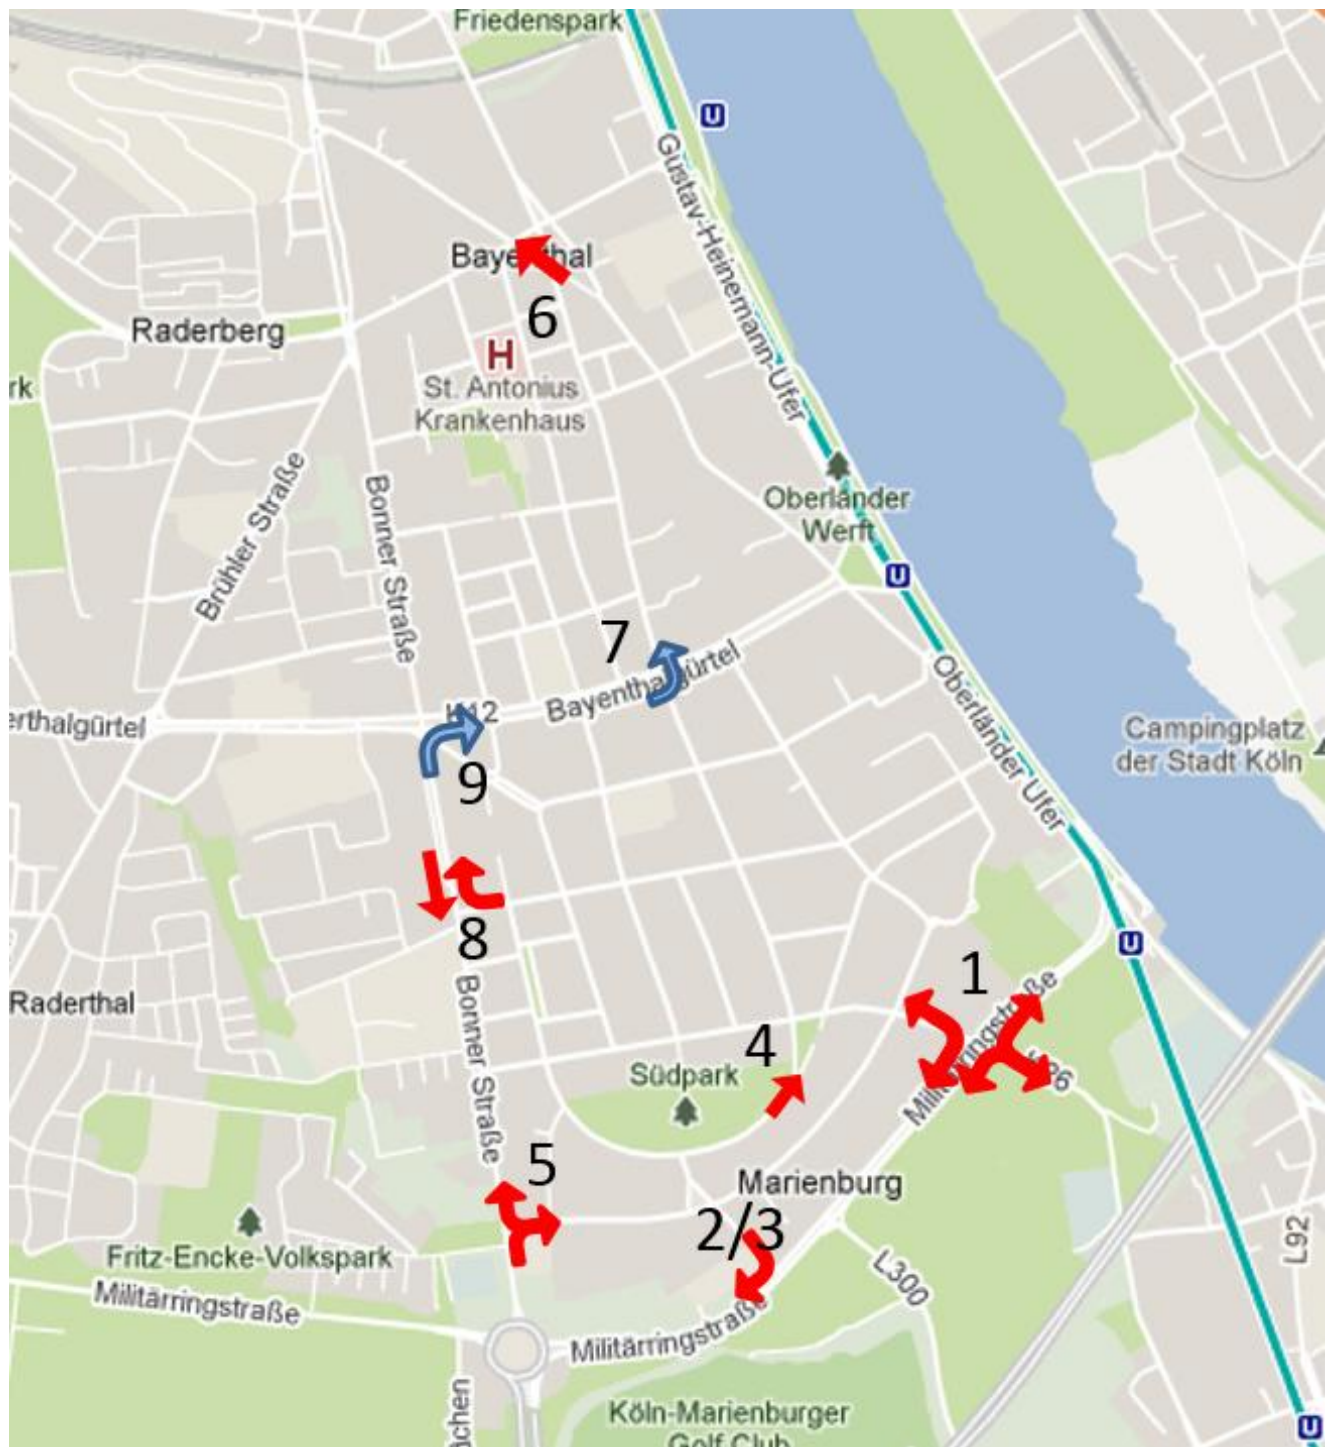 Friedenspark
U
Gustav-Heinemann-Ufer
6
Raderberg
H
St. Antonius
Krankenhaus
rk
Brühler Straße
Bonner Straße
Oberländer
Werft
U
7
Bayenthalgürtel
erthalgürtel
Oberländer Ufer
Campingplatz
der Stadt Köln
9
8
Raderthal
Bonner Straße
U
1
Militärringstraße
4
Südpark
5
Marienburg
2/3
Fritz-Encke-Volkspark
Militärringstraße
L300
L92
Militärringstraße
Köln-Marienburger
Golf Club
U